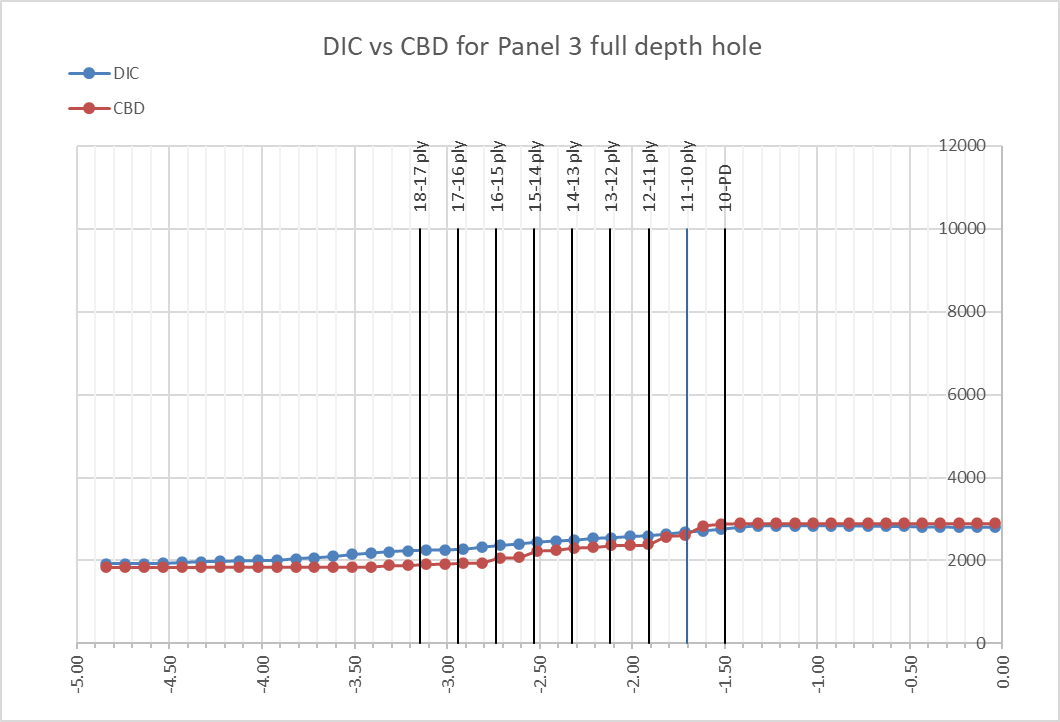 DIC vs CBD for Panel 3 full depth hole
DIC
CBD
18-17 ply
17-16 ply
16-15 ply
15-14 ply
14-13 ply
13-12 ply
12-11 ply
11-10 ply
10-PD
12000
10000
8000
6000
4000
2000
0
-5.00
-4.50
-4.00
-3.50
-3.00
-2.50
-2.00
-1.50
-1.00
-0.50
0.00